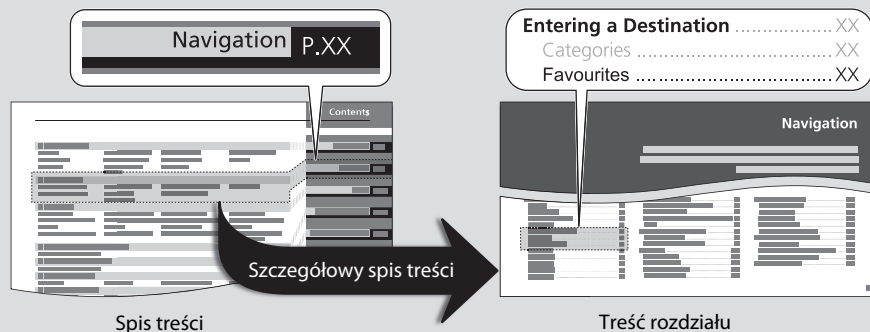 Navigation P.XX
Contents
Entering a Destination .................. XX
Categories .................. XX
Favourites .................. XX
Navigation
Szczegółowy spis treści
Spis treści
Treść rozdziału